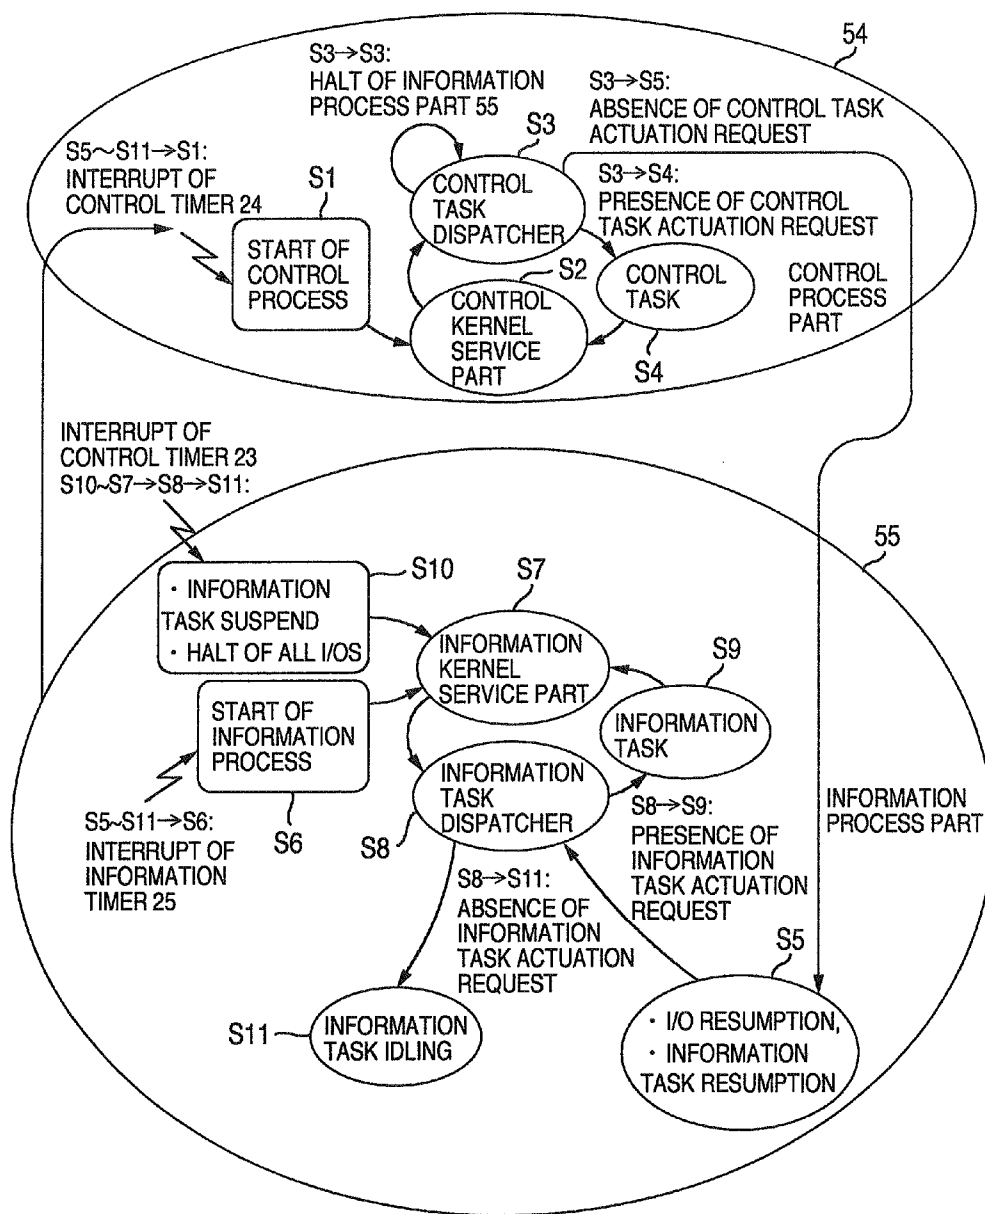 54
S3→S3:
HALT OF INFORMATION
PROCESS PART 55
S3→S5:
ABSENCE OF CONTROL TASK
ACTUATION REQUEST
S3
S5~S11→S1:
INTERRUPT OF
CONTROL TIMER 24
S1
CONTROL
TASK
DISPATCHER
S3→S4:
PRESENCE OF CONTROL
TASK ACTUATION REQUEST
START OF
CONTROL
PROCESS
S2
CONTROL
TASK
CONTROL
PROCESS
PART
CONTROL
KERNEL
SERVICE
PART
S4
INTERRUPT OF
CONTROL TIMER 23
S10~S7→S8→S11:
55
S10
· INFORMATION
TASK SUSPEND
· HALT OF ALL I/OS
S7
INFORMATION
KERNEL
SERVICE PART
S9
INFORMATION
TASK
START OF
INFORMATION
PROCESS
S6
INFORMATION
TASK
DISPATCHER
S8
S5~S11→S6:
INTERRUPT OF
INFORMATION
TIMER 25
S8→S9:
PRESENCE OF
INFORMATION
TASK ACTUATION
REQUEST
INFORMATION
PROCESS PART
S8→S11:
ABSENCE OF
INFORMATION
TASK ACTUATION
REQUEST
S5
· I/O RESUMPTION,
· INFORMATION
TASK RESUMPTION
S11
INFORMATION
TASK IDLING